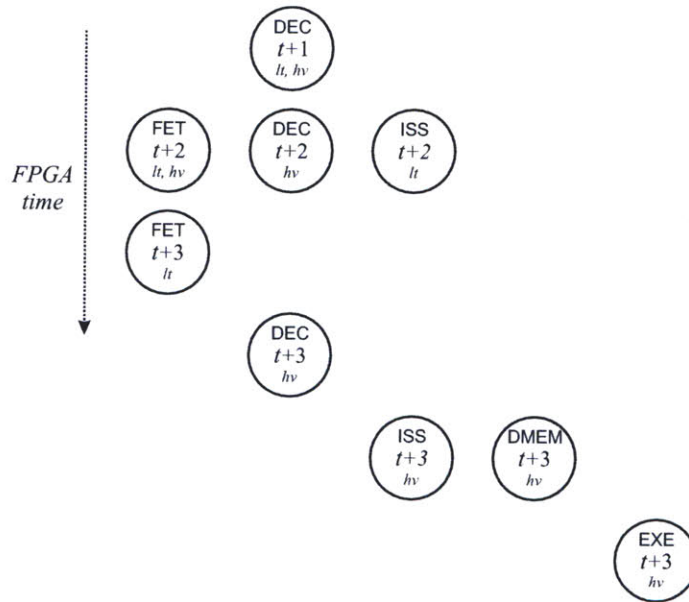 DEC
t+1
lt, hv
FET
t+2
lt, hv
DEC
t+2
hv
ISS
t+2
lt
FPGA
time
FET
t+3
lt
DEC
t+3
hv
ISS
t+3
hv
DMEM
t+3
hv
EXE
t+3
hv